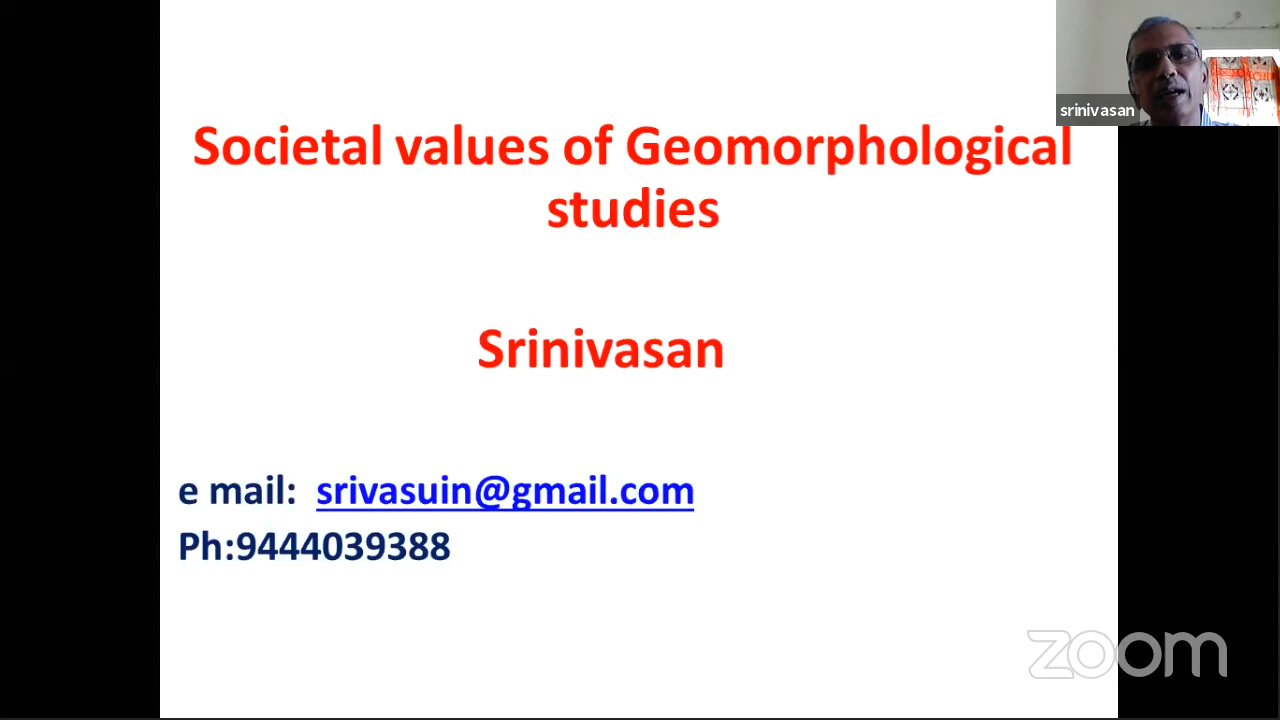 srinivasan
Societal values of Geomorphological
studies
Srinivasan
e mail: srivasuin@gmail.com
Ph:9444039388
zoom